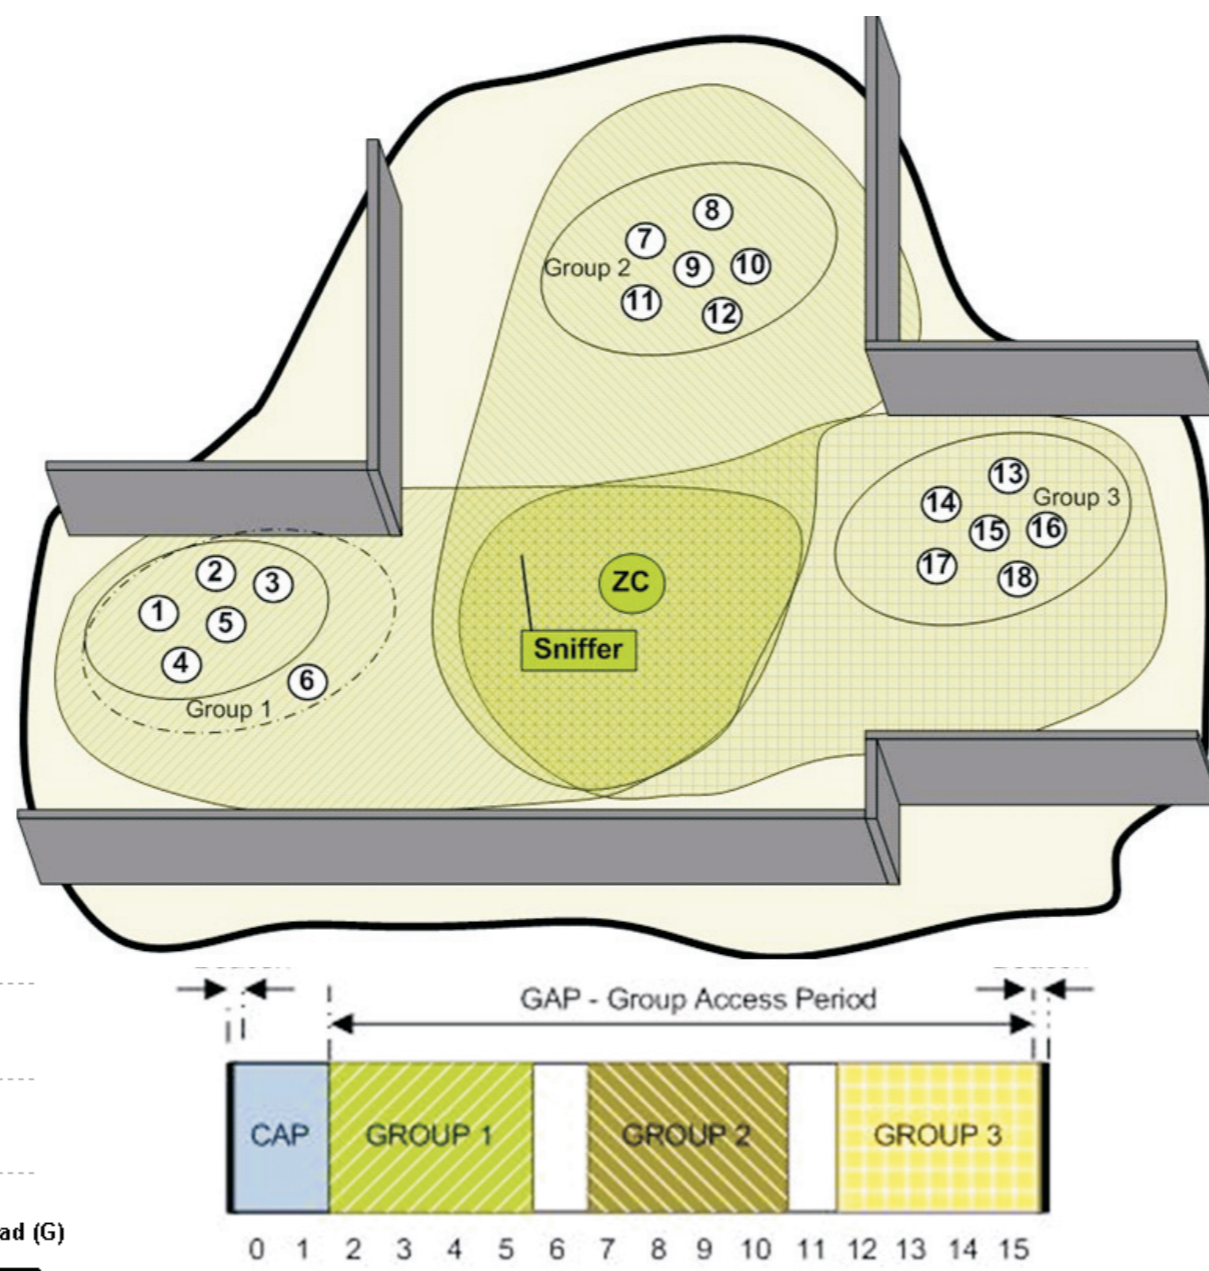 8
7
Group 2
9
10
11
12
13
14
Group 3
15
16
17
18
2
3
1
5
4
6
Group 1
ZC
Sniffer
GAP - Group Access Period
CAP
GROUP 1
GROUP 2
GROUP 3
ad (G)
0 1 2 3 4 5 6 7 8 9 10 11 12 13 14 15